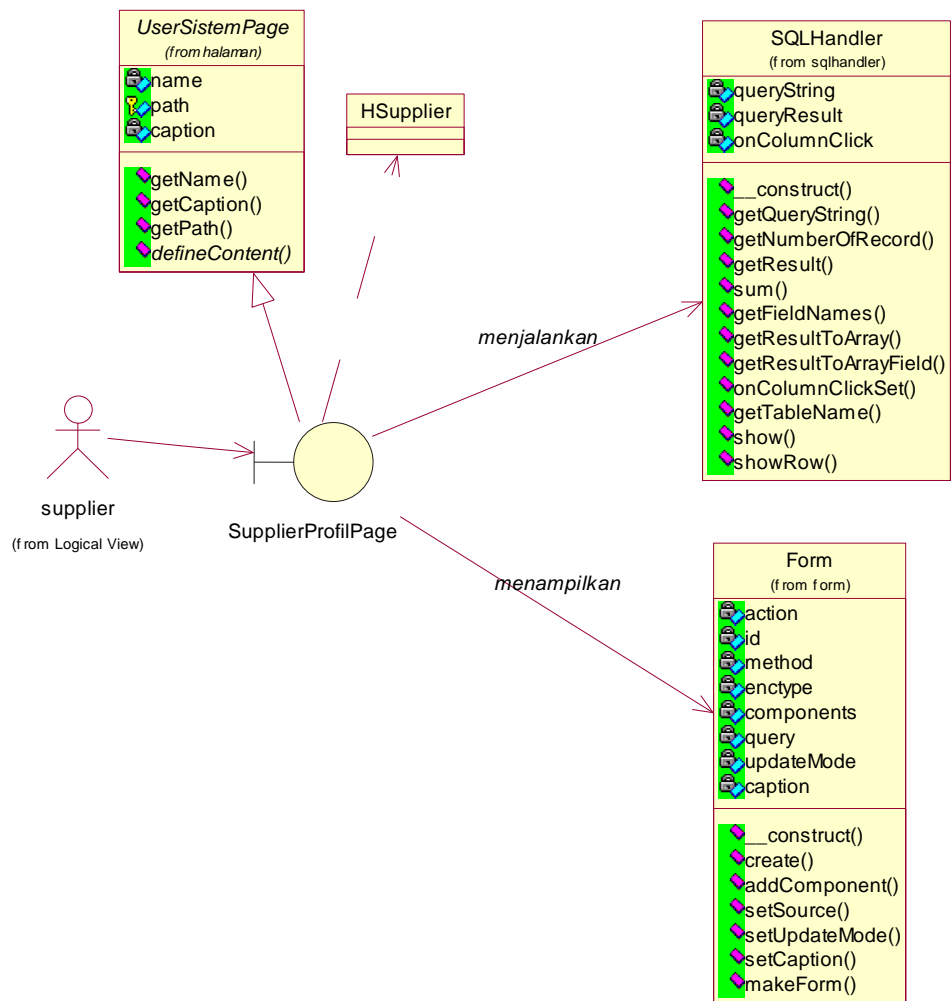 UserSistemPage
(from halaman)
name
path
caption
getName()
getCaption()
getPath()
defineContent()
HSupplier
SQLHandler
(from sqlhandler)
queryString
queryResult
onColumnClick
__construct()
getQueryString()
getNumberOfRecord()
getResult()
sum()
getFieldNames()
getResultToArray()
getResultToArrayField()
onColumnClickSet()
getTableName()
show()
showRow()
menjalankan
supplier
(from Logical View)
SupplierProfilPage
menampilkan
Form
(from form)
action
id
method
enctype
components
query
updateMode
caption
__construct()
create()
addComponent()
setSource()
setUpdateMode()
setCaption()
makeForm()